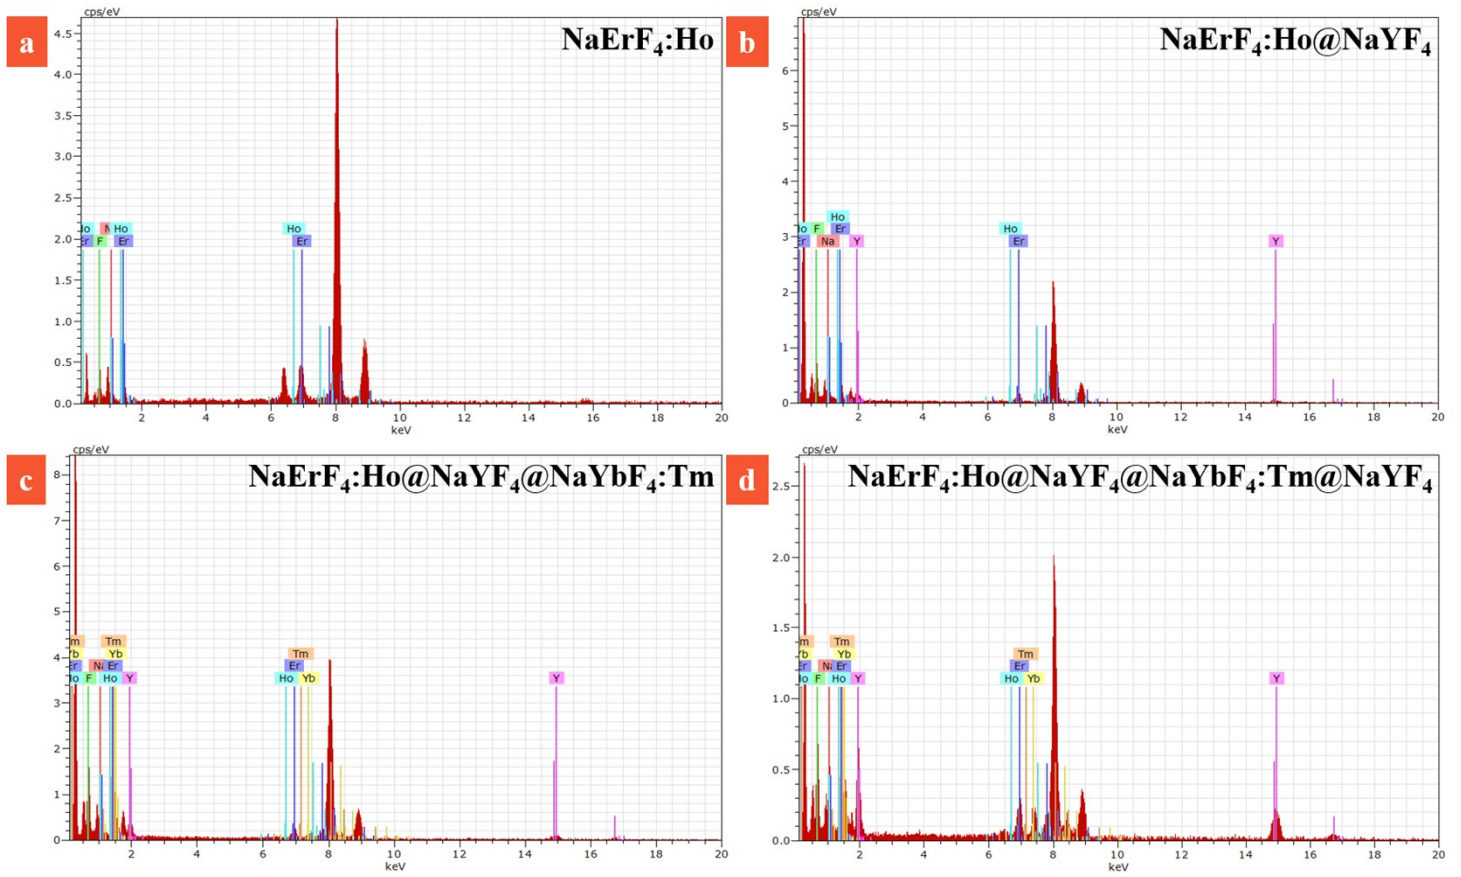 a
cps/eV
NaErF₄:Ho
4.5
4.0
3.5
3.0
2.5
2.0
1.5
1.0
0.5
0.0
Ho
Er F Er
Ho
Er
2 4 6 8 10 12 14 16 18 20
keV
b
cps/eV
NaErF₄:Ho@NaYF₄
6
5
4
3
2
1
0
F Ho
Er
Na Y
Ho
Er
Y
2 4 6 8 10 12 14 16 18 20
keV
c
cps/eV
NaErF₄:Ho@NaYF₄@NaYbF₄:Tm
8
7
6
5
4
3
2
1
0
Tm
Yb
Er
F Ho Y
Tm
Er
Ho Yb
Y
2 4 6 8 10 12 14 16 18 20
keV
d
cps/eV
NaErF₄:Ho@NaYF₄@NaYbF₄:Tm@NaYF₄
2.5
2.0
1.5
1.0
0.5
0.0
Tm
Yb
Er
F Ho Y
Tm
Er
Ho Yb
Y
2 4 6 8 10 12 14 16 18 20
keV